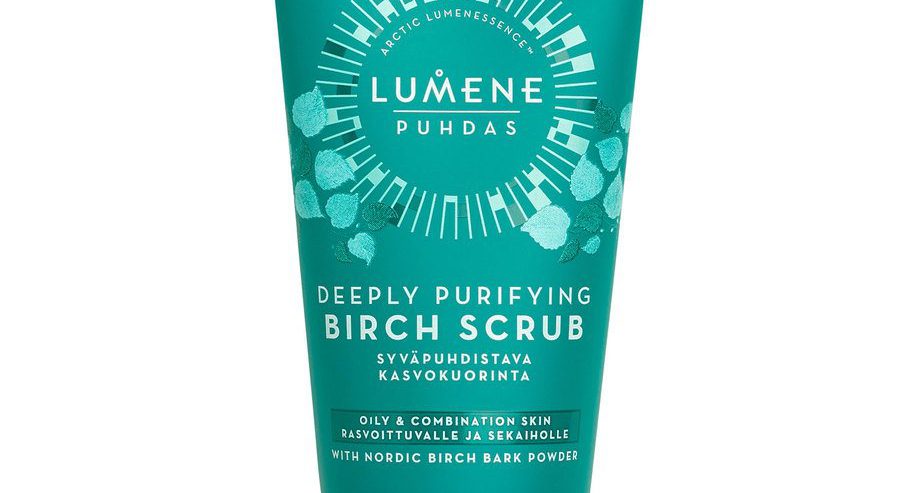 ARCTIC LUMENESSENCE™
LUMENE
PUHDAS
DEEPLY PURIFYING
BIRCH SCRUB
SYVÄPUHDISTAVA
KASVOKUORINTA
OILY & COMBINATION SKIN
RASVOITTUVALLE JA SEKAIHOLLE
WITH NORDIC BIRCH BARK POWDER